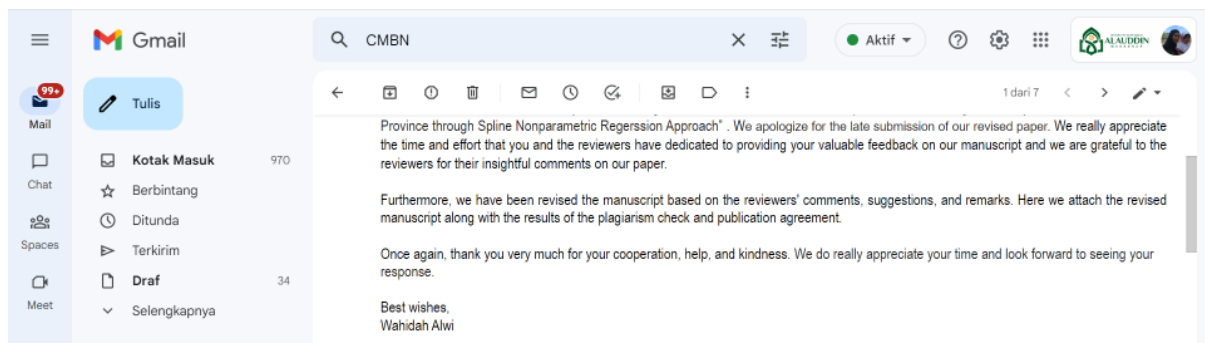 Gmail
CMBN
Aktif
ALAUDDIN
99+
Mail
Tulis
1 dari 7
Province through Spline Nonparametric Regerssion Approach" . We apologize for the late submission of our revised paper. We really appreciate
the time and effort that you and the reviewers have dedicated to providing your valuable feedback on our manuscript and we are grateful to the
reviewers for their insightful comments on our paper.
Chat
Kotak Masuk 970
Berbintang
Furthermore, we have been revised the manuscript based on the reviewers' comments, suggestions, and remarks. Here we attach the revised
manuscript along with the results of the plagiarism check and publication agreement.
Spaces
Ditunda
Terkirim
Once again, thank you very much for your cooperation, help, and kindness. We do really appreciate your time and look forward to seeing your
response.
Meet
Draf 34
Selengkapnya
Best wishes,
Wahidah Alwi